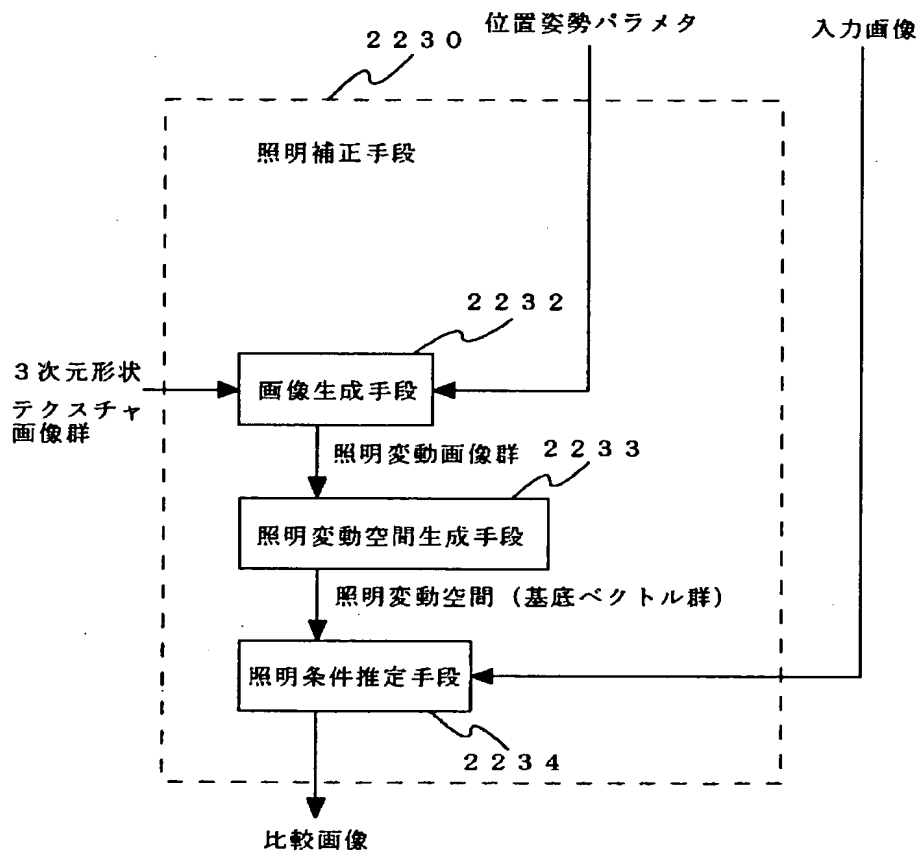 位置姿勢パラメタ
入力画像
2230
照明補正手段
2232
3次元形状
テクスチャ
画像群
画像生成手段
照明変動画像群
2233
照明変動空間生成手段
照明変動空間(基底ベクトル群)
照明条件推定手段
2234
比較画像